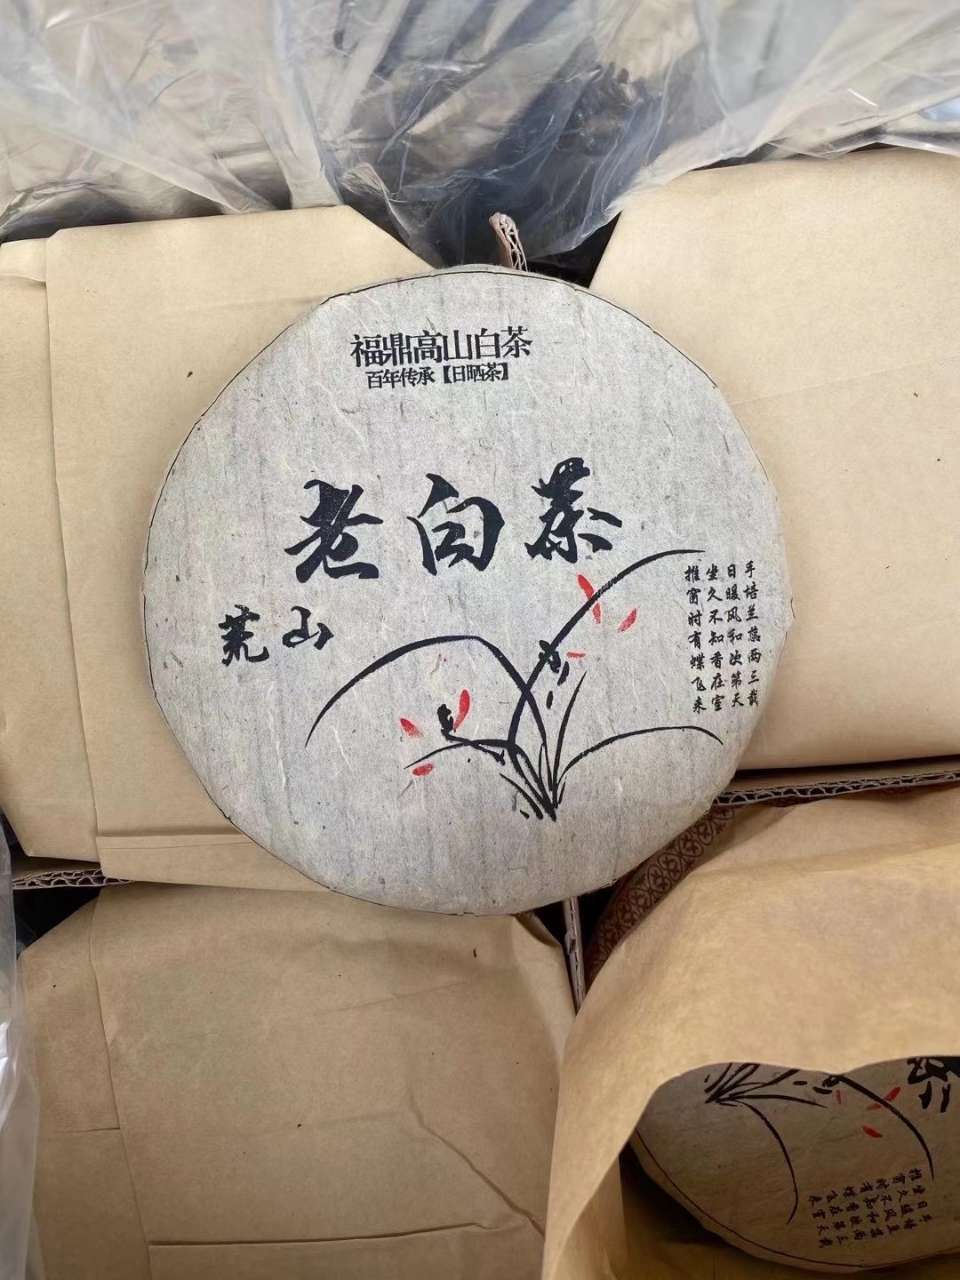 福鼎高山白茶
百年传承【日晒茶】
老白茶
荒山
手培兰蕊两三栽
日暖风和次第天
坐久不知香在室
推窗时有蝶飞来